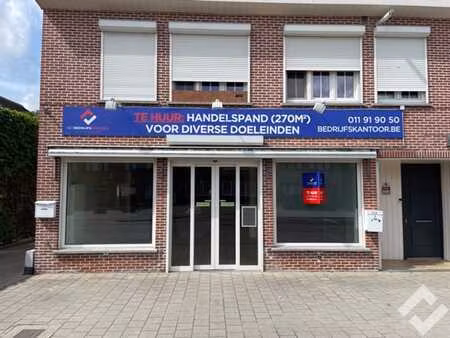 TE HUUR: HANDELSPAND (270M²)
VOOR DIVERSE DOELEINDEN
011 91 90 50
BEDRIJFSKANTOOR.BE